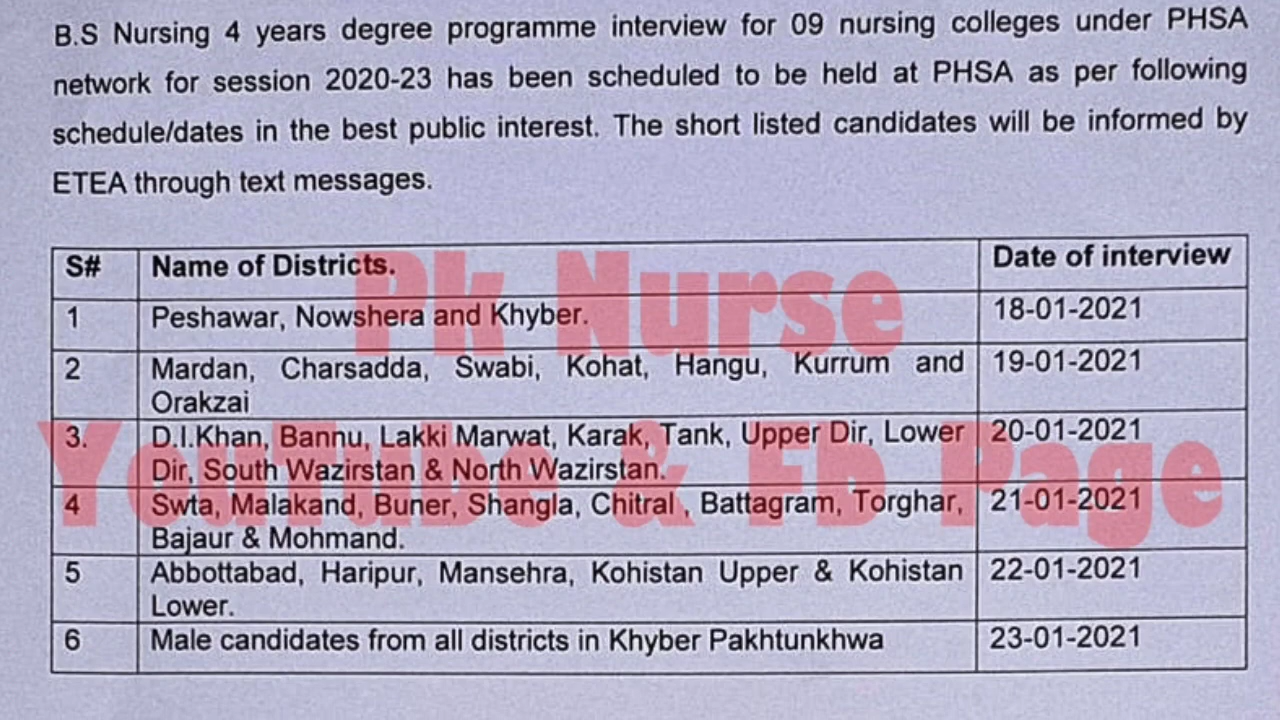 B.S Nursing 4 years degree programme interview for 09 nursing colleges under PHSA
network for session 2020-23 has been scheduled to be held at PHSA as per following
schedule/dates in the best public interest. The short listed candidates will be informed by
ETEA through text messages.
S# Name of Districts. Date of interview
1 Peshawar, Nowshera and Khyber. 18-01-2021
2 Mardan, Charsadda, Swabi, Kohat, Hangu, Kurrum and 19-01-2021
Orakzai
3. D.I.Khan, Bannu, Lakki Marwat, Karak, Tank, Upper Dir, Lower 20-01-2021
Dir, South Wazirstan & North Wazirstan.
4 Swta, Malakand, Buner, Shangla, Chitral , Battagram, Torghar, 21-01-2021
Bajaur & Mohmand.
5 Abbottabad, Haripur, Mansehra, Kohistan Upper & Kohistan 22-01-2021
Lower.
6 Male candidates from all districts in Khyber Pakhtunkhwa 23-01-2021
Pk Nurse
YouTube & Fb Page